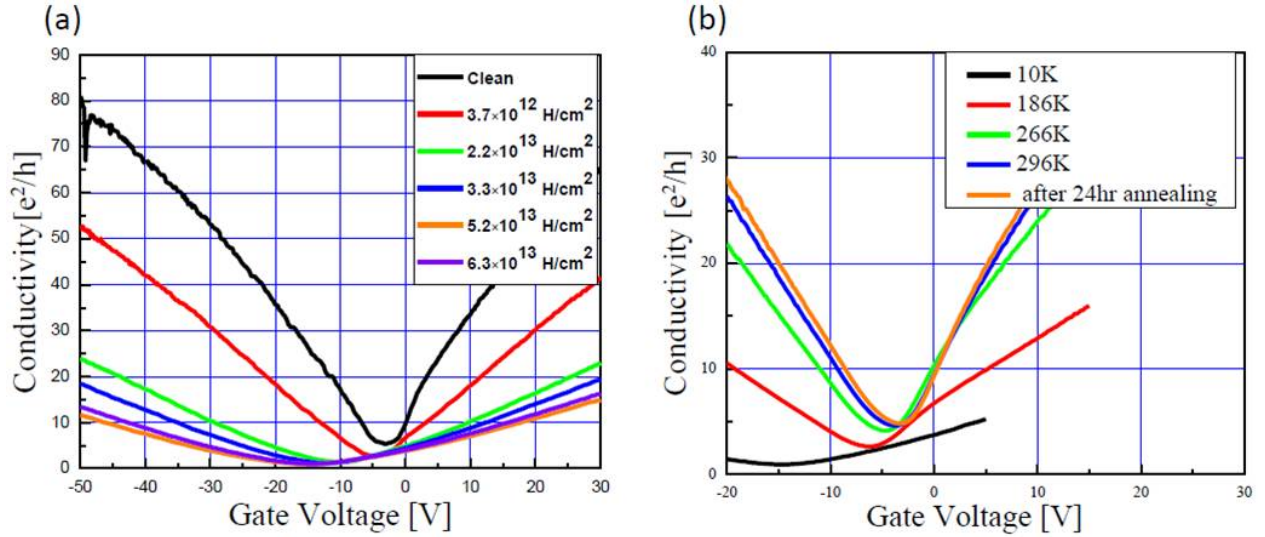 (a)
90
80
70
60
50
40
30
20
10
0
-50
-40
-30
-20
-10
0
10
20
30
Conductivity [e²/h]
Gate Voltage [V]
Clean
3.7×10¹² H/cm²
2.2×10¹³ H/cm²
3.3×10¹³ H/cm²
5.2×10¹³ H/cm²
6.3×10¹³ H/cm²
(b)
40
30
20
10
0
-20
-10
0
10
20
30
Conductivity [e²/h]
Gate Voltage [V]
10K
186K
266K
296K
after 24hr annealing